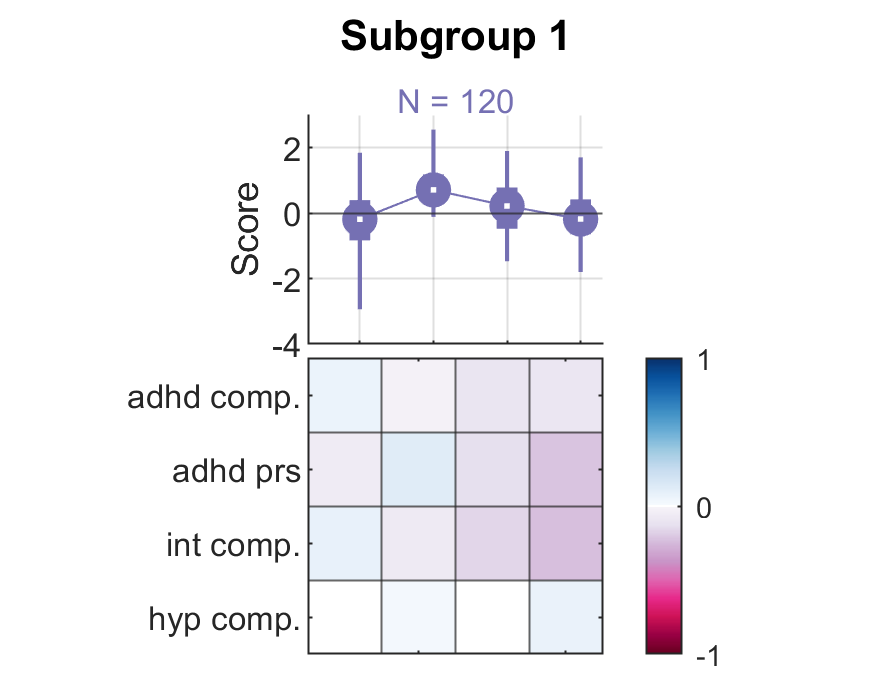 Subgroup 1
N = 120
Score
2
0
-2
-4
adhd comp.
adhd prs
int comp.
hyp comp.
1
0
-1